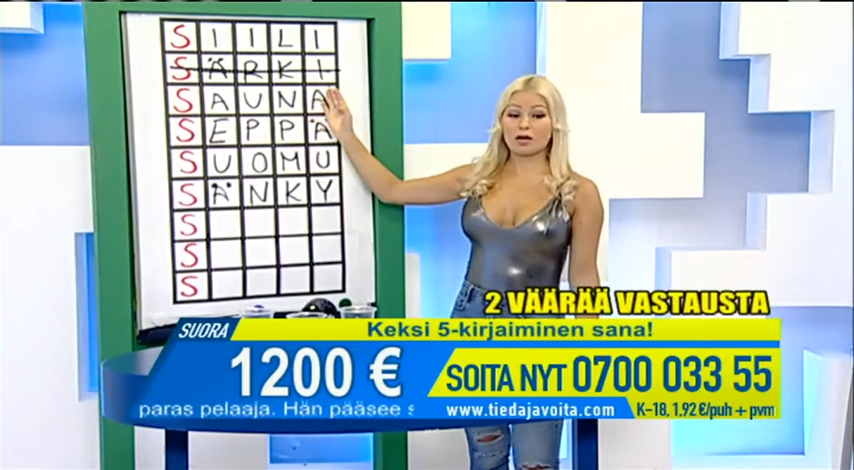 SIILI
SÄRKI
SAUNA
SEPPÄ
SUOMU
SÄNKY
S
S
S
2 VÄÄRÄÄ VASTAUSTA
SUORA
Keksi 5-kirjaiminen sana!
1200 €
SOITA NYT 0700 033 55
paras pelaaja. Hän pääsee s
www.tiedajavoita.com
K-18, 1.92 €/puh + pvm